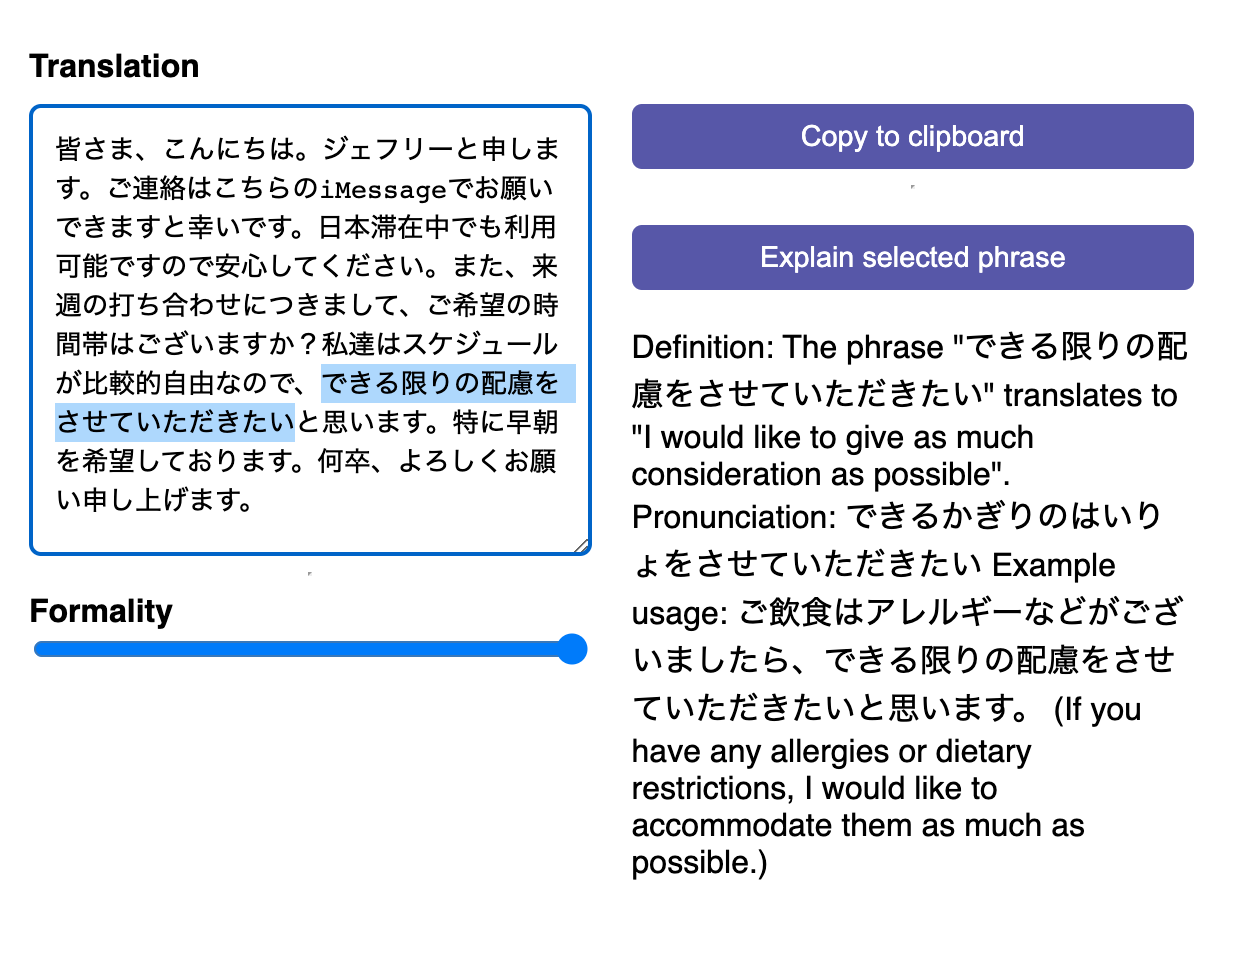 Translation
皆さま、こんにちは。ジェフリーと申しま
す。ご連絡はこちらのiMessageでお願い
できますと幸いです。日本滞在中でも利用
可能ですので安心してください。また、来
週の打ち合わせにつきまして、ご希望の時
間帯はございますか？私達はスケジュール
が比較的自由なので、できる限りの配慮を
させていただきたいと思います。特に早朝
を希望しております。何卒、よろしくお願
い申し上げます。
Formality
Copy to clipboard
Explain selected phrase
Definition: The phrase "できる限りの配
慮をさせていただきたい" translates to
"I would like to give as much
consideration as possible".
Pronunciation: できるかぎりのはいり
ょをさせていただきたい Example
usage: ご飲食はアレルギーなどがござ
いましたら、できる限りの配慮をさせ
ていただきたいと思います。 (If you
have any allergies or dietary
restrictions, I would like to
accommodate them as much as
possible.)